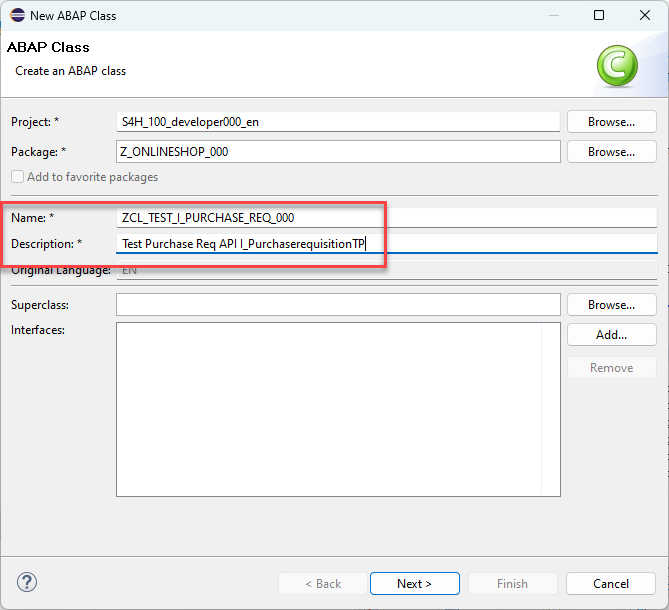 New ABAP Class
ABAP Class
Create an ABAP class
C
Project: * S4H_100_developer000_en Browse...
Package: * Z_ONLINESHOP_000 Browse...
Add to favorite packages
Name: * ZCL_TEST_I_PURCHASE_REQ_000
Description: * Test Purchase Req API I_PurchaserequisitionTP
Original Language: EN
Superclass: Browse...
Interfaces: Add...
Remove
? < Back Next > Finish Cancel